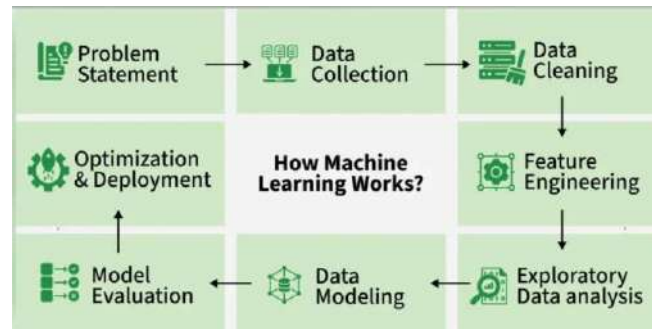 Problem
Statement
Data
Collection
Data
Cleaning
Optimization
& Deployment
How Machine
Learning Works?
Feature
Engineering
Model
Evaluation
Data
Modeling
Exploratory
Data analysis